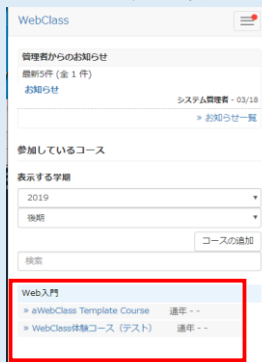 WebClass
管理者からのお知らせ
最新5件 (全 1 件)
お知らせ
システム管理者 - 03/18
» お知らせ一覧
参加しているコース
表示する学期
2019
後期
コースの追加
検索
Web入門
» aWebClass Template Course 通年 - -
» WebClass体験コース（テスト） 通年 - -